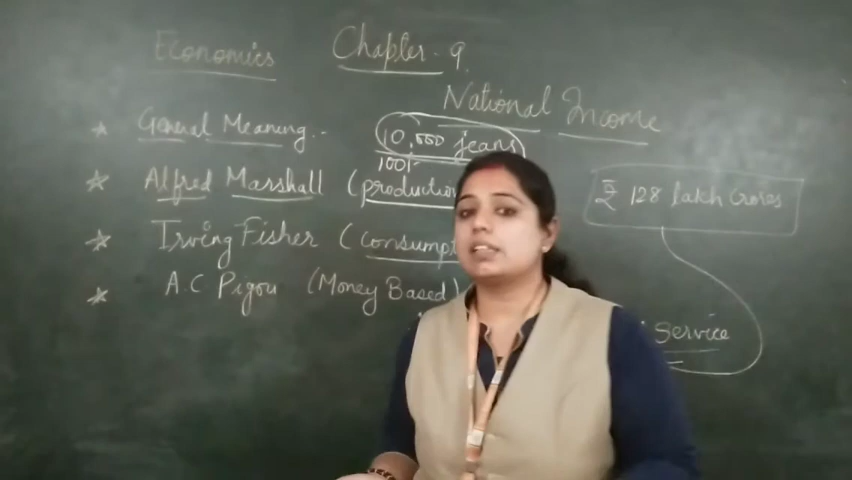 Economics Chapter - 9
National Income
★ General Meaning :-
10,000 jeans
100/-
★ Alfred Marshall (production
₹ 128 lakh Crores
★ Irving Fisher (consumpt
★ A.C Pigou (Money Based)
service